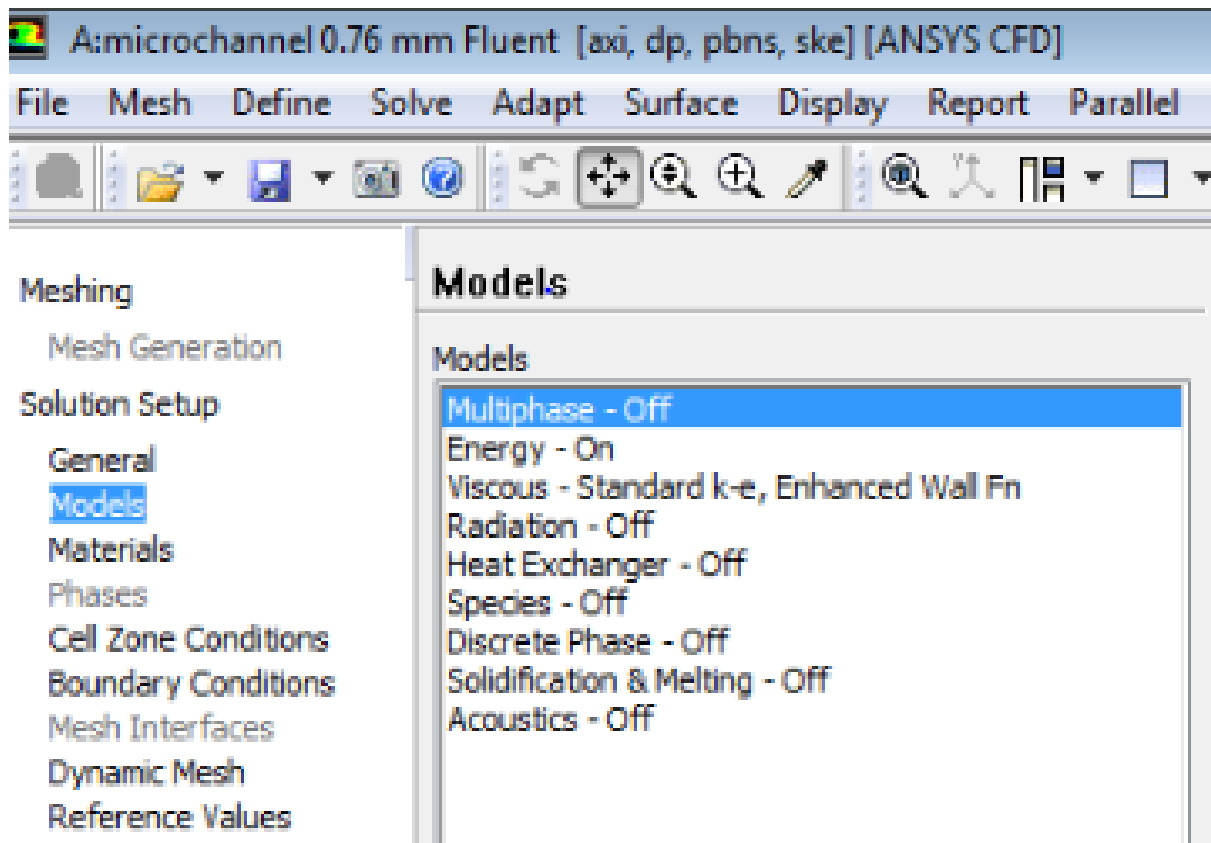 A:microchannel 0.76 mm Fluent [axi, dp, pbns, ske] [ANSYS CFD]
File Mesh Define Solve Adapt Surface Display Report Parallel
Meshing
Mesh Generation
Solution Setup
General
Models
Materials
Phases
Cell Zone Conditions
Boundary Conditions
Mesh Interfaces
Dynamic Mesh
Reference Values
Models
Models
Multiphase - Off
Energy - On
Viscous - Standard k-e, Enhanced Wall Fn
Radiation - Off
Heat Exchanger - Off
Species - Off
Discrete Phase - Off
Solidification & Melting - Off
Acoustics - Off